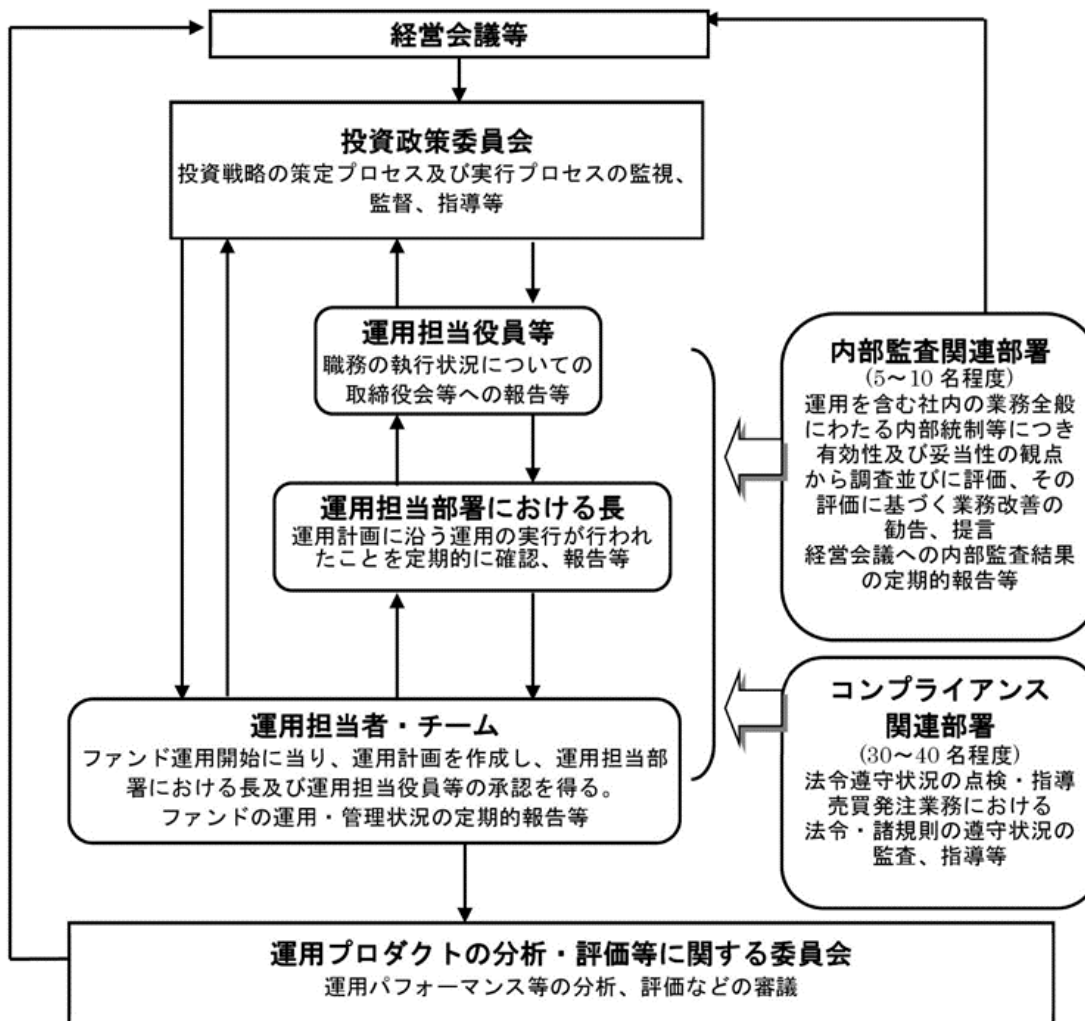 経営会議等
投資政策委員会
投資戦略の策定プロセス及び実行プロセスの監視、
監督、指導等
運用担当役員等
職務の執行状況についての
取締役会等への報告等
運用担当部署における長
運用計画に沿う運用の実行が行われ
たことを定期的に確認、報告等
運用担当者・チーム
ファンド運用開始に当り、運用計画を作成し、運用担当部
署における長及び運用担当役員等の承認を得る。
ファンドの運用・管理状況の定期的報告等
内部監査関連部署
(5～10 名程度)
運用を含む社内の業務全般
にわたる内部統制等につき
有効性及び妥当性の観点
から調査並びに評価、その
評価に基づく業務改善の
勧告、提言
経営会議への内部監査結果
の定期的報告等
コンプライアンス
関連部署
(30～40 名程度)
法令遵守状況の点検・指導
売買発注業務における
法令・諸規則の遵守状況の
監査、指導等
運用プロダクトの分析・評価等に関する委員会
運用パフォーマンス等の分析、評価などの審議